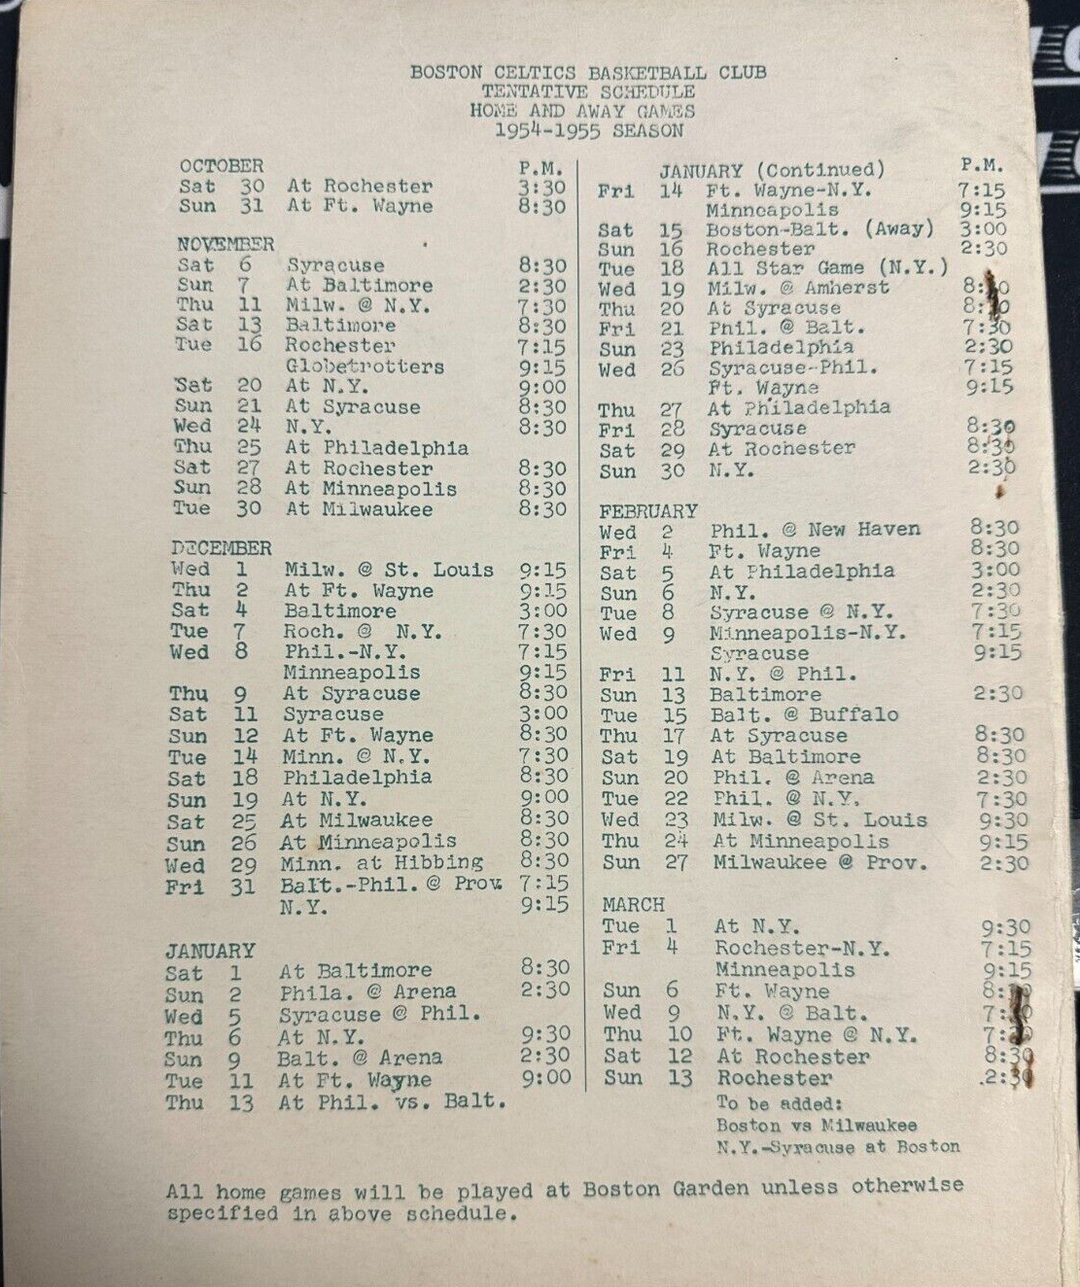 BOSTON CELTICS BASKETBALL CLUB
TENTATIVE SCHEDULE
HOME AND AWAY GAMES
1954-1955 SEASON
OCTOBER P.M.
Sat 30 At Rochester 3:30
Sun 31 At Ft. Wayne 8:30
NOVEMBER
Sat 6 Syracuse 8:30
Sun 7 At Baltimore 2:30
Thu 11 Milw. @ N.Y. 7:30
Sat 13 Baltimore 8:30
Tue 16 Rochester 7:15
Globetrotters 9:15
Sat 20 At N.Y. 9:00
Sun 21 At Syracuse 8:30
Wed 24 N.Y. 8:30
Thu 25 At Philadelphia
Sat 27 At Rochester 8:30
Sun 28 At Minneapolis 8:30
Tue 30 At Milwaukee 8:30
DECEMBER
Wed 1 Milw. @ St. Louis 9:15
Thu 2 At Ft. Wayne 9:15
Sat 4 Baltimore 3:00
Tue 7 Roch. @ N.Y. 7:30
Wed 8 Phil.-N.Y. 7:15
Minneapolis 9:15
Thu 9 At Syracuse 8:30
Sat 11 Syracuse 3:00
Sun 12 At Ft. Wayne 8:30
Tue 14 Minn. @ N.Y. 7:30
Sat 18 Philadelphia 8:30
Sun 19 At N.Y. 9:00
Sat 25 At Milwaukee 8:30
Sun 26 At Minneapolis 8:30
Wed 29 Minn. at Hibbing 8:30
Fri 31 Balt.-Phil. @ Prov. 7:15
N.Y. 9:15
JANUARY
Sat 1 At Baltimore 8:30
Sun 2 Phila. @ Arena 2:30
Wed 5 Syracuse @ Phil.
Thu 6 At N.Y. 9:30
Sun 9 Balt. @ Arena 2:30
Tue 11 At Ft. Wayne 9:00
Thu 13 At Phil. vs. Balt.
JANUARY (Continued) P.M.
Fri 14 Ft. Wayne-N.Y. 7:15
Minneapolis 9:15
Sat 15 Boston-Balt. (Away) 3:00
Sun 16 Rochester 2:30
Tue 18 All Star Game (N.Y.)
Wed 19 Milw. @ Amherst
Thu 20 At Syracuse
Fri 21 Phil. @ Balt. 7:30
Sun 23 Philadelphia 2:30
Wed 26 Syracuse-Phil. 7:15
Ft. Wayne 9:15
Thu 27 At Philadelphia
Fri 28 Syracuse 8:30
Sat 29 At Rochester 8:30
Sun 30 N.Y. 2:30
FEBRUARY
Wed 2 Phil. @ New Haven 8:30
Fri 4 Ft. Wayne 8:30
Sat 5 At Philadelphia 3:00
Sun 6 N.Y. 2:30
Tue 8 Syracuse @ N.Y. 7:30
Wed 9 Minneapolis-N.Y. 7:15
Syracuse 9:15
Fri 11 N.Y. @ Phil.
Sun 13 Baltimore 2:30
Tue 15 Balt. @ Buffalo
Thu 17 At Syracuse 8:30
Sat 19 At Baltimore 8:30
Sun 20 Phil. @ Arena 2:30
Tue 22 Phil. @ N.Y. 7:30
Wed 23 Milw. @ St. Louis 9:30
Thu 24 At Minneapolis 9:15
Sun 27 Milwaukee @ Prov. 2:30
MARCH
Tue 1 At N.Y. 9:30
Fri 4 Rochester-N.Y. 7:15
Minneapolis 9:15
Sun 6 Ft. Wayne
Wed 9 N.Y. @ Balt.
Thu 10 Ft. Wayne @ N.Y.
Sat 12 At Rochester 8:30
Sun 13 Rochester 2:30
To be added:
Boston vs Milwaukee
N.Y.-Syracuse at Boston
All home games will be played at Boston Garden unless otherwise
specified in above schedule.